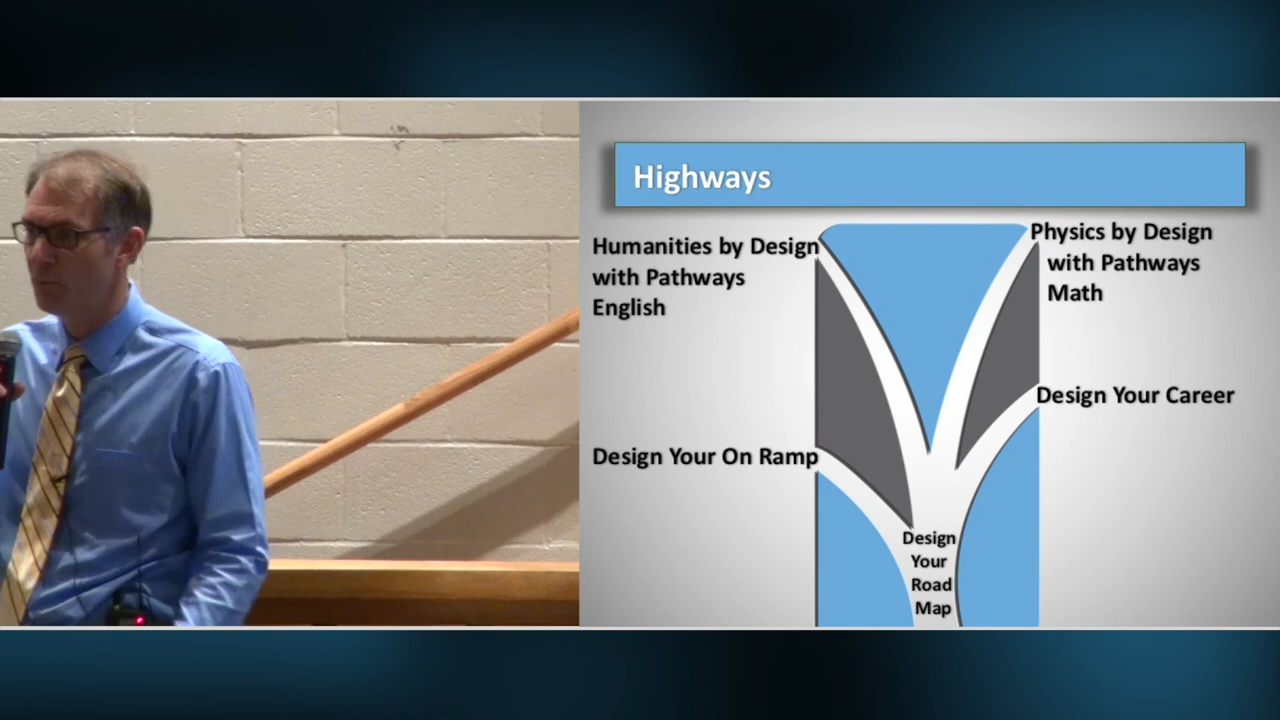 Highways
Humanities by Design
with Pathways
English
Physics by Design
with Pathways
Math
Design Your Career
Design Your On Ramp
Design
Your
Road
Map